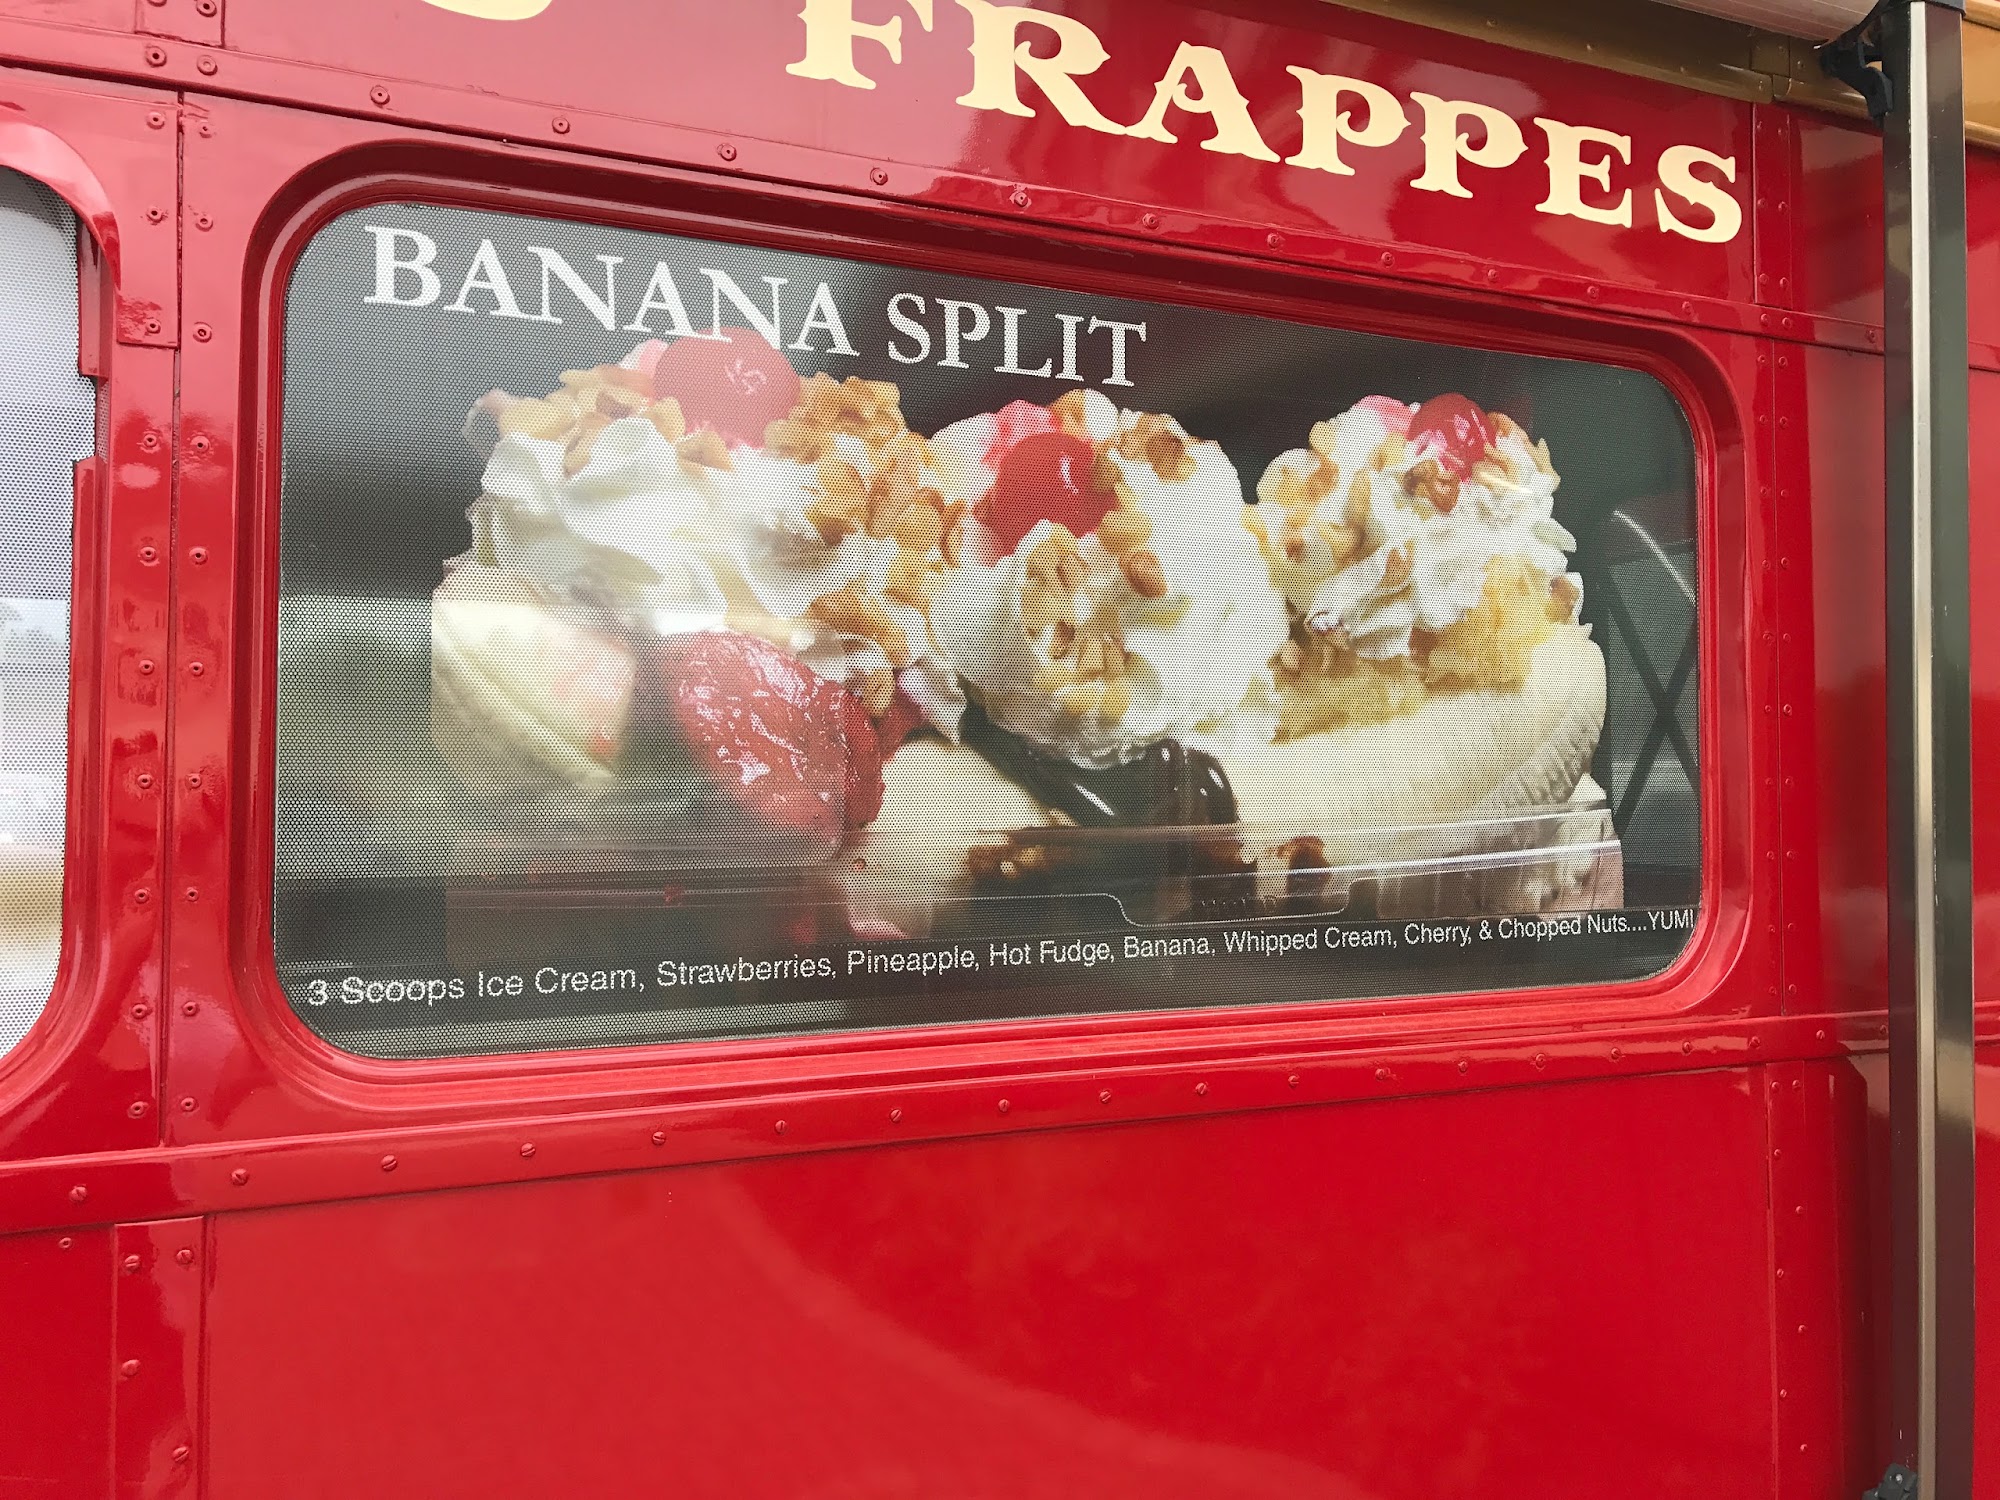 FRAPPES
BANANA SPLIT
3 Scoops Ice Cream, Strawberries, Pineapple, Hot Fudge, Banana, Whipped Cream, Cherry, & Chopped Nuts....YUM!